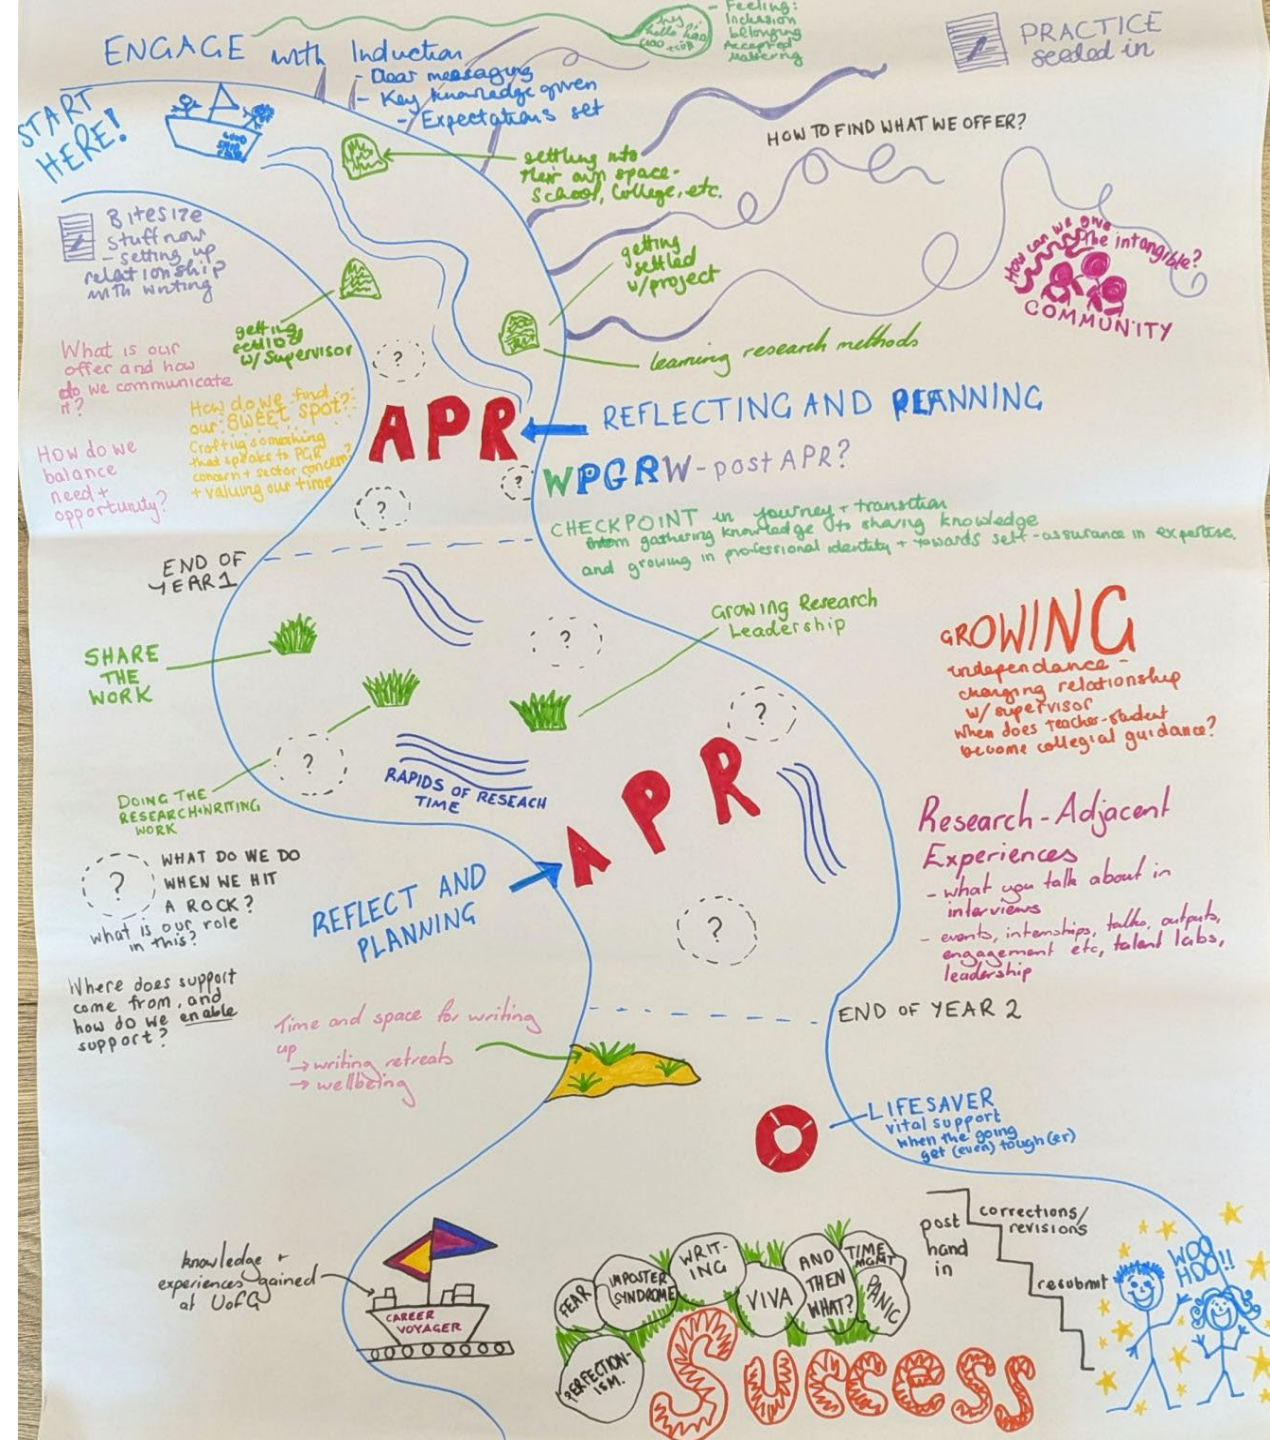 ENGAGE with Induction
- Clear messaging
- Key knowledge given
- Expectations set
Feeling:
Inclusion
belonging
Accepted
Mattering
PRACTICE
seeded in
START
HERE!
HOW TO FIND WHAT WE OFFER?
settling into
their own space -
School, College, etc.
Bitesize
stuff now
- setting up
relationship
with writing
getting
settled
w/project
How can we give
the intangible?
COMMUNITY
getting
settled
w/Supervisor
learning research methods
What is our
offer and how
do we communicate
it?
?
How do we find
our SWEET SPOT?
Crafting something
that speaks to PGR
concern + sector concern?
+ valuing our time
APR
REFLECTING AND PLANNING
How do we
balance
need +
opportunity?
WPGRW - post APR?
?
?
CHECKPOINT in journey + transition
from gathering knowledge to sharing knowledge
and growing in professional identity + towards self-assurance in expertise
END OF
YEAR 1
GROWING Research
Leadership
?
SHARE
THE
WORK
GROWING
independance -
changing relationship
w/ supervisor
When does teacher-student
become collegial guidance?
?
?
RAPIDS OF RESEACH
TIME
DOING THE
RESEARCH+WRITING
WORK
APR
Research-Adjacent
Experiences
- what you talk about in
interviews
- events, internships, talks, outputs,
engagement etc, talent labs,
leadership
?
WHAT DO WE DO
WHEN WE HIT
A ROCK?
what is our role
in this?
REFLECT AND
PLANNING
?
Where does support
come from, and
how do we enable
support?
END OF YEAR 2
Time and space for writing
up
→ writing retreats
→ wellbeing
LIFESAVER
vital support
when the going
get (even) tough(er)
knowledge +
experiences gained
at UofG
CAREER
VOYAGER
FEAR
IMPOSTER
SYNDROME
WRIT-
ING
VIVA
AND
THEN
WHAT?
TIME
MGMT
PANIC
PERFECTION-
ISM.
SUCCESS
post
hand
in
corrections/
revisions
resubmit
WOO
HOO!!